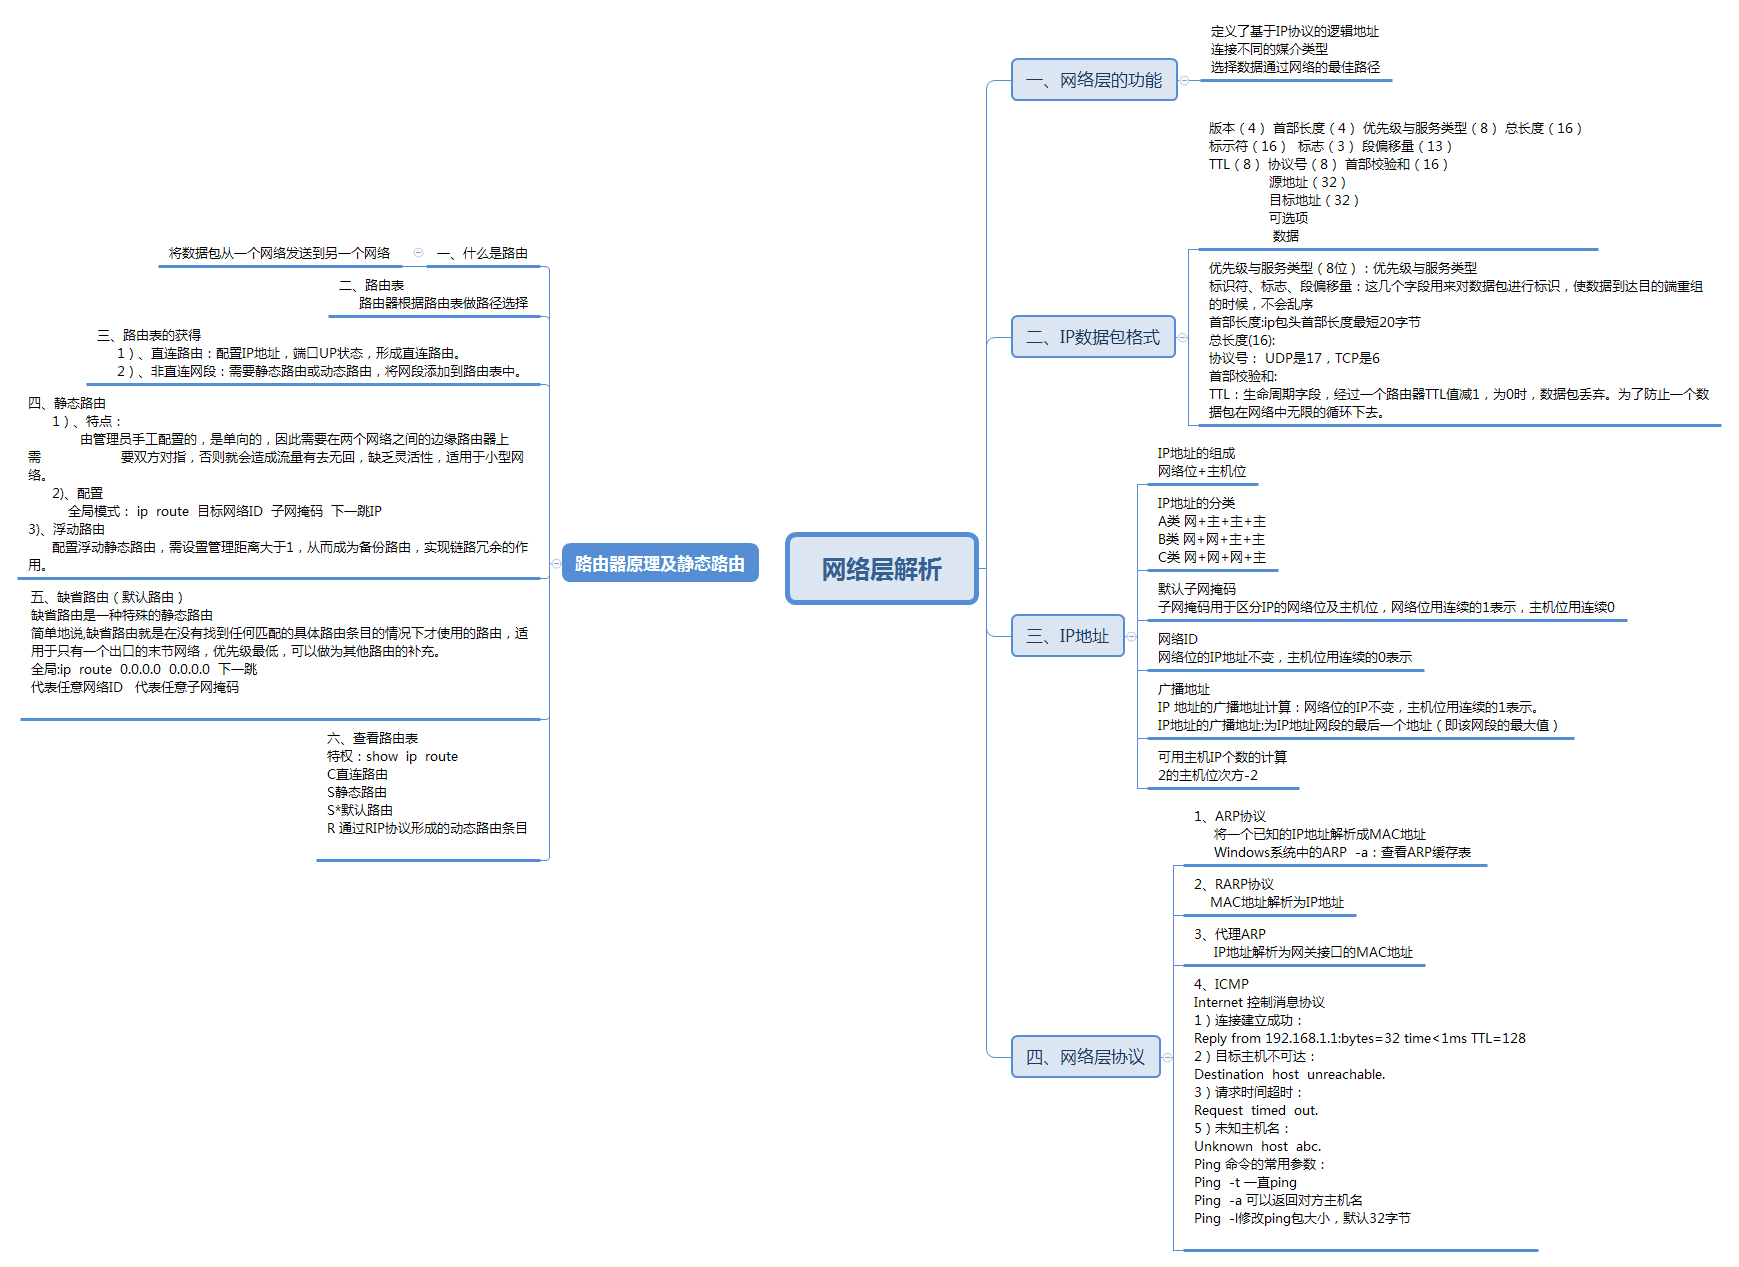 网络层解析
一、网络层的功能
定义了基于IP协议的逻辑地址
连接不同的媒介类型
选择数据通过网络的最佳路径
二、IP数据包格式
版本（4） 首部长度（4） 优先级与服务类型（8） 总长度（16）
标示符（16） 标志（3） 段偏移量（13）
TTL（8） 协议号（8） 首部校验和（16）
源地址（32）
目标地址（32）
可选项
数据
优先级与服务类型（8位）：优先级与服务类型
标识符、标志、段偏移量：这几个字段用来对数据包进行标识，使数据到达目的端重组
的时候，不会乱序
首部长度:ip包头首部长度最短20字节
总长度(16):
协议号： UDP是17，TCP是6
首部校验和:
TTL：生命周期字段，经过一个路由器TTL值减1，为0时，数据包丢弃。为了防止一个数
据包在网络中无限的循环下去。
三、IP地址
IP地址的组成
网络位+主机位
IP地址的分类
A类 网+主+主+主
B类 网+网+主+主
C类 网+网+网+主
默认子网掩码
子网掩码用于区分IP的网络位及主机位，网络位用连续的1表示，主机位用连续0
网络ID
网络位的IP地址不变，主机位用连续的0表示
广播地址
IP 地址的广播地址计算：网络位的IP不变，主机位用连续的1表示。
IP地址的广播地址:为IP地址网段的最后一个地址（即该网段的最大值）
可用主机IP个数的计算
2的主机位次方-2
四、网络层协议
1、ARP协议
将一个已知的IP地址解析成MAC地址
Windows系统中的ARP -a：查看ARP缓存表
2、RARP协议
MAC地址解析为IP地址
3、代理ARP
IP地址解析为网关接口的MAC地址
4、ICMP
Internet 控制消息协议
1）连接建立成功：
Reply from 192.168.1.1:bytes=32 time<1ms TTL=128
2）目标主机不可达：
Destination host unreachable.
3）请求时间超时：
Request timed out.
5）未知主机名：
Unknown host abc.
Ping 命令的常用参数：
Ping -t 一直ping
Ping -a 可以返回对方主机名
Ping -l修改ping包大小，默认32字节
路由器原理及静态路由
一、什么是路由
将数据包从一个网络发送到另一个网络
二、路由表
路由器根据路由表做路径选择
三、路由表的获得
1）、直连路由：配置IP地址，端口UP状态，形成直连路由。
2）、非直连网段：需要静态路由或动态路由，将网段添加到路由表中。
四、静态路由
1）、特点：
由管理员手工配置的，是单向的，因此需要在两个网络之间的边缘路由器上
需 要双方对指，否则就会造成流量有去无回，缺乏灵活性，适用于小型网
络。
2)、配置
全局模式： ip route 目标网络ID 子网掩码 下一跳IP
3)、浮动路由
配置浮动静态路由，需设置管理距离大于1，从而成为备份路由，实现链路冗余的作
用。
五、缺省路由（默认路由）
缺省路由是一种特殊的静态路由
简单地说,缺省路由就是在没有找到任何匹配的具体路由条目的情况下才使用的路由，适
用于只有一个出口的末节网络，优先级最低，可以做为其他路由的补充。
全局:ip route 0.0.0.0 0.0.0.0 下一跳
代表任意网络ID 代表任意子网掩码
六、查看路由表
特权：show ip route
C直连路由
S静态路由
S*默认路由
R 通过RIP协议形成的动态路由条目